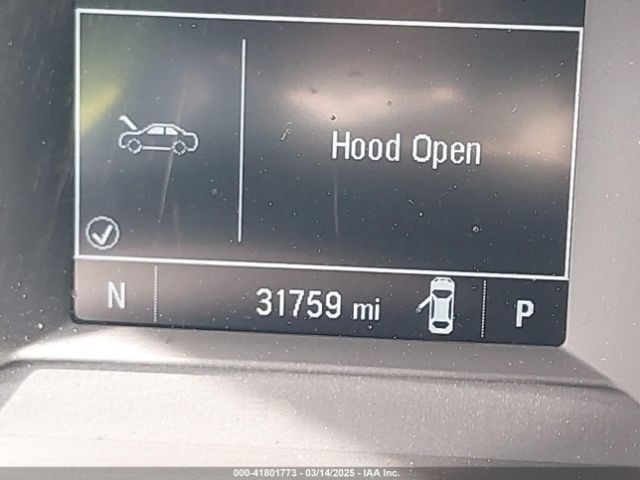 Hood Open
N 31759 mi P
000-41801773 - 03/14/2025 - IAA Inc.